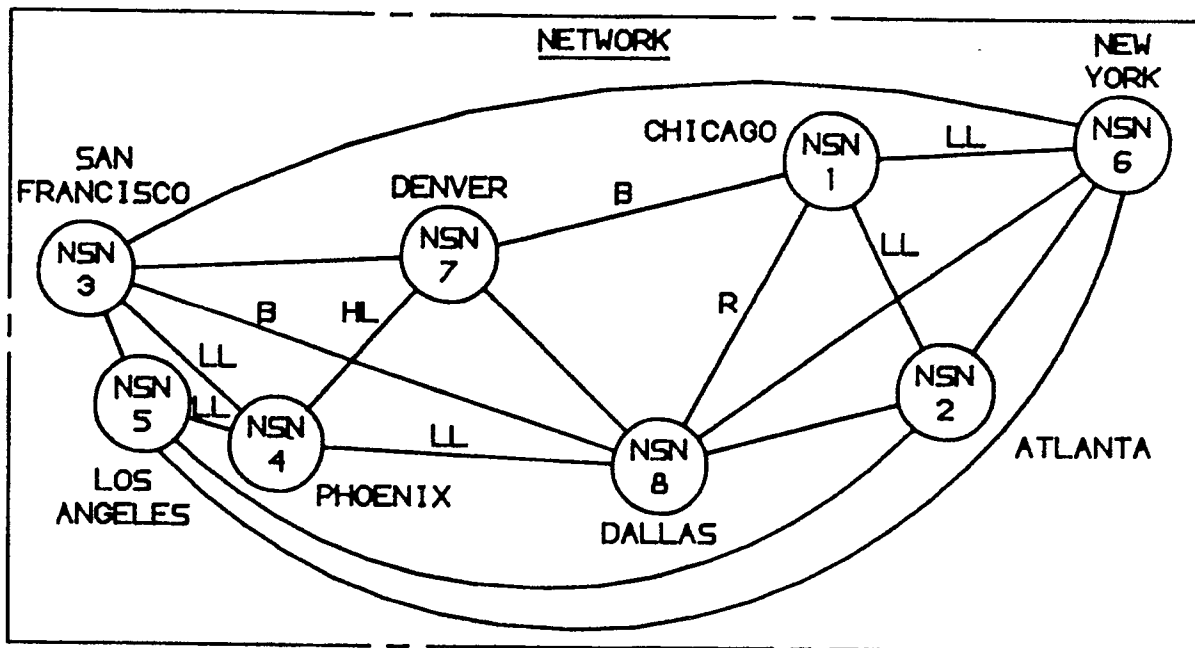 NETWORK
NEW
YORK
NSN
6
CHICAGO
NSN
1
LL
SAN
FRANCISCO
NSN
3
DENVER
NSN
7
B
LL
B
HL
R
LL
NSN
5
LL
NSN
4
LL
NSN
8
NSN
2
LOS
ANGELES
PHOENIX
DALLAS
ATLANTA